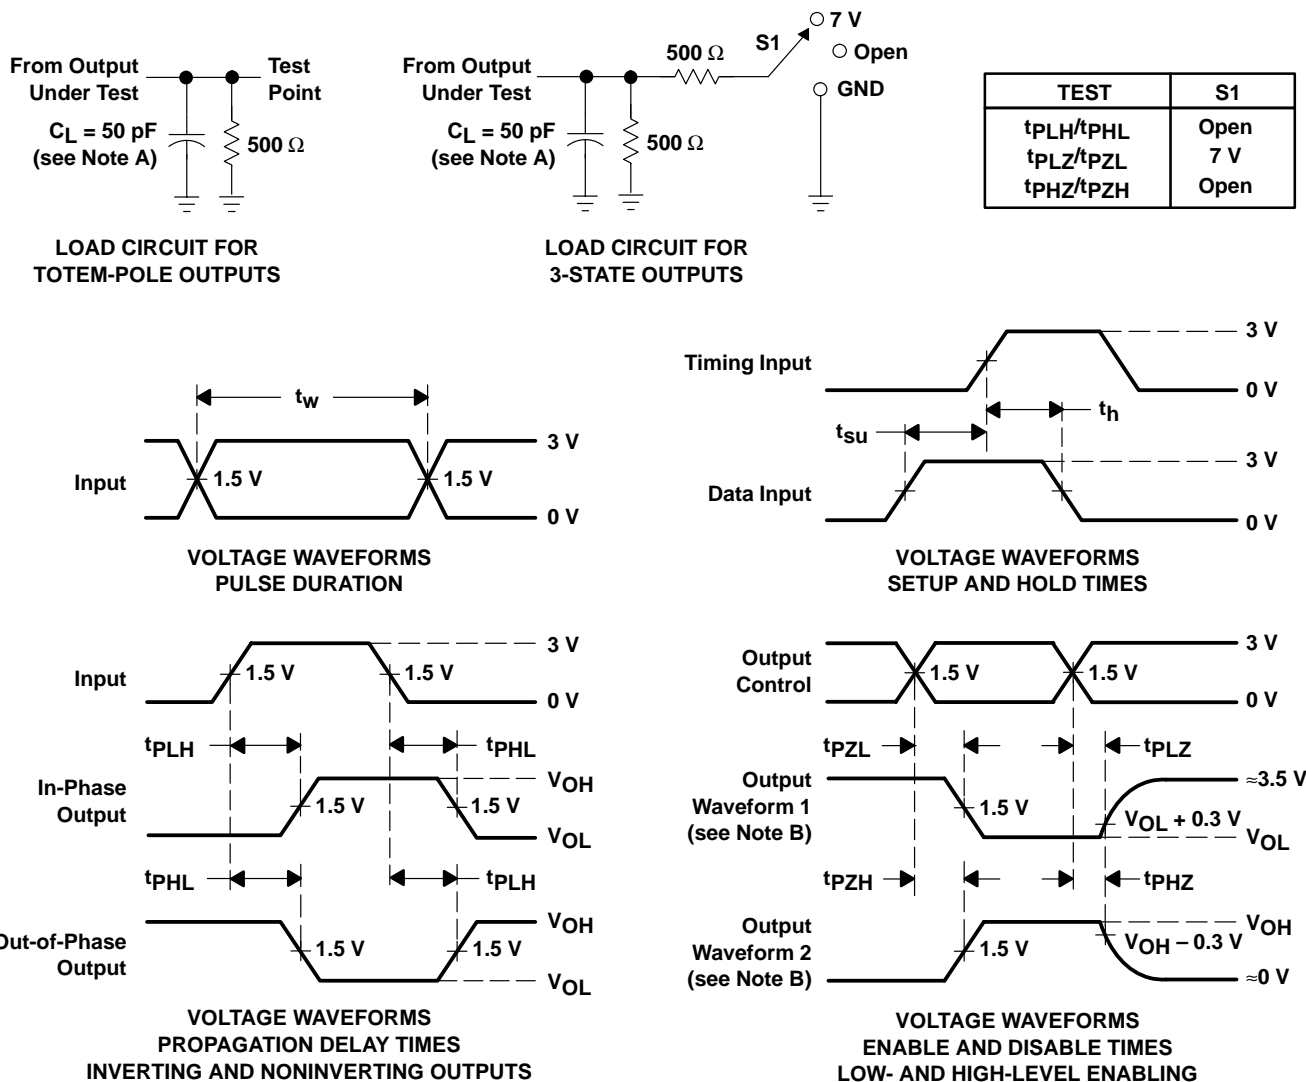 From Output
Under Test
Test
Point
CL = 50 pF
(see Note A)
500 Ω
LOAD CIRCUIT FOR
TOTEM-POLE OUTPUTS
From Output
Under Test
500 Ω
S1
7 V
Open
GND
CL = 50 pF
(see Note A)
500 Ω
LOAD CIRCUIT FOR
3-STATE OUTPUTS
TEST S1
tPLH/tPHL Open
tPLZ/tPZL 7 V
tPHZ/tPZH Open
tw
Input
3 V
1.5 V
1.5 V
0 V
VOLTAGE WAVEFORMS
PULSE DURATION
Timing Input
3 V
0 V
tsu
th
Data Input
3 V
0 V
VOLTAGE WAVEFORMS
SETUP AND HOLD TIMES
Input
3 V
1.5 V
1.5 V
0 V
tPLH
tPHL
In-Phase
Output
VOH
1.5 V
1.5 V
VOL
tPHL
tPLH
Out-of-Phase
Output
VOH
1.5 V
1.5 V
VOL
VOLTAGE WAVEFORMS
PROPAGATION DELAY TIMES
INVERTING AND NONINVERTING OUTPUTS
Output
Control
3 V
1.5 V
1.5 V
0 V
tPZL
tPLZ
Output
Waveform 1
(see Note B)
≈3.5 V
1.5 V
VOL + 0.3 V
VOL
tPZH
tPHZ
Output
Waveform 2
(see Note B)
VOH
1.5 V
VOH – 0.3 V
≈0 V
VOLTAGE WAVEFORMS
ENABLE AND DISABLE TIMES
LOW- AND HIGH-LEVEL ENABLING